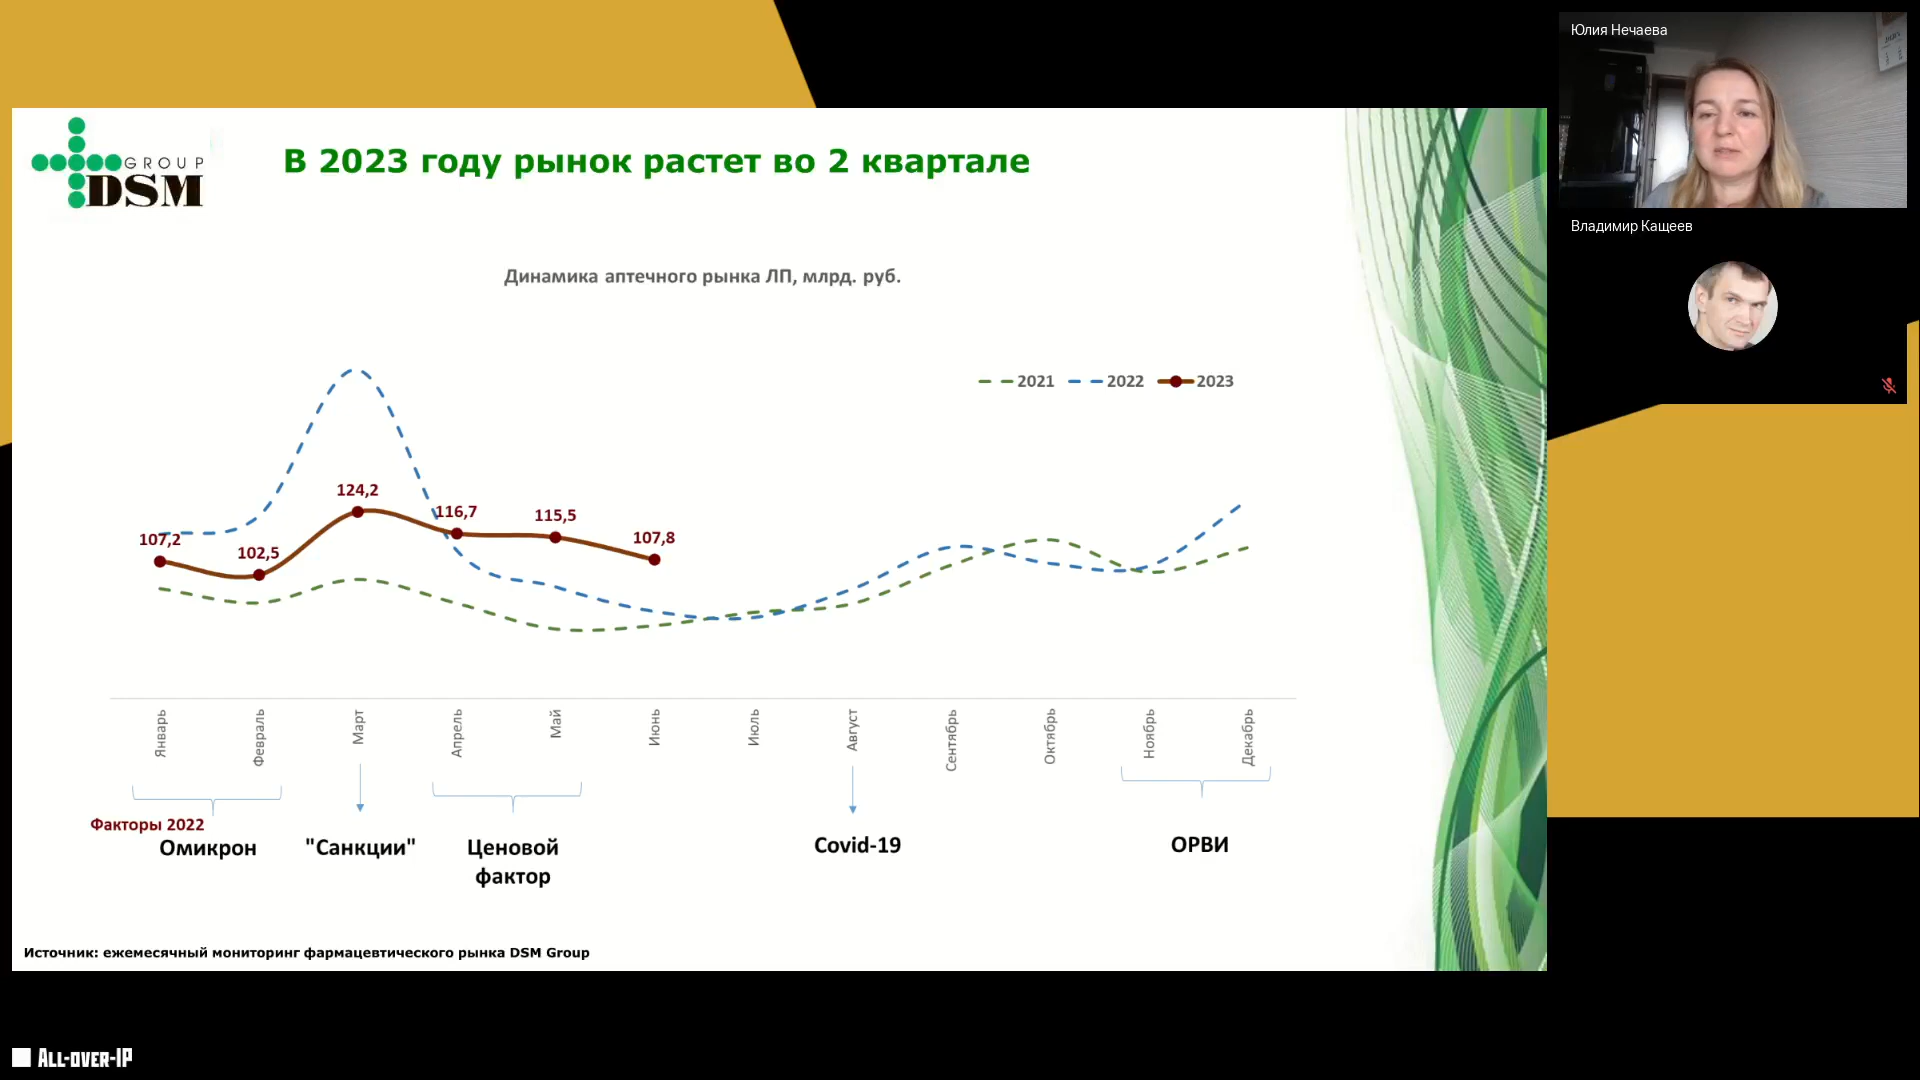 Юлия Нечаева
Владимир Кащеев
GROUP
DSM
В 2023 году рынок растет во 2 квартале
Динамика аптечного рынка ЛП, млрд. руб.
2021 2022 2023
107,2
102,5
124,2
116,7
115,5
107,8
Январь
Февраль
Март
Апрель
Май
Июнь
Июль
Август
Сентябрь
Октябрь
Ноябрь
Декабрь
Факторы 2022
Омикрон
"Санкции"
Ценовой
фактор
Covid-19
ОРВИ
Источник: ежемесячный мониторинг фармацевтического рынка DSM Group
ALL-OVER-IP